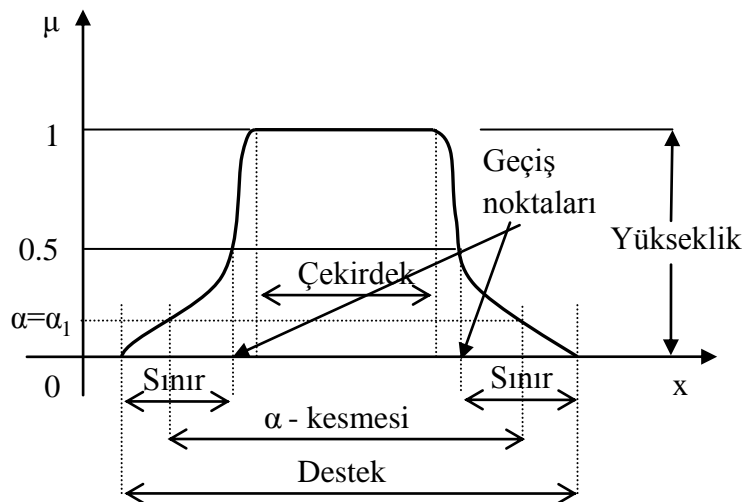 μ
1
Geçiş
noktaları
Yükseklik
0.5
Çekirdek
α=α1
0
Sınır
Sınır
x
α - kesmesi
Destek